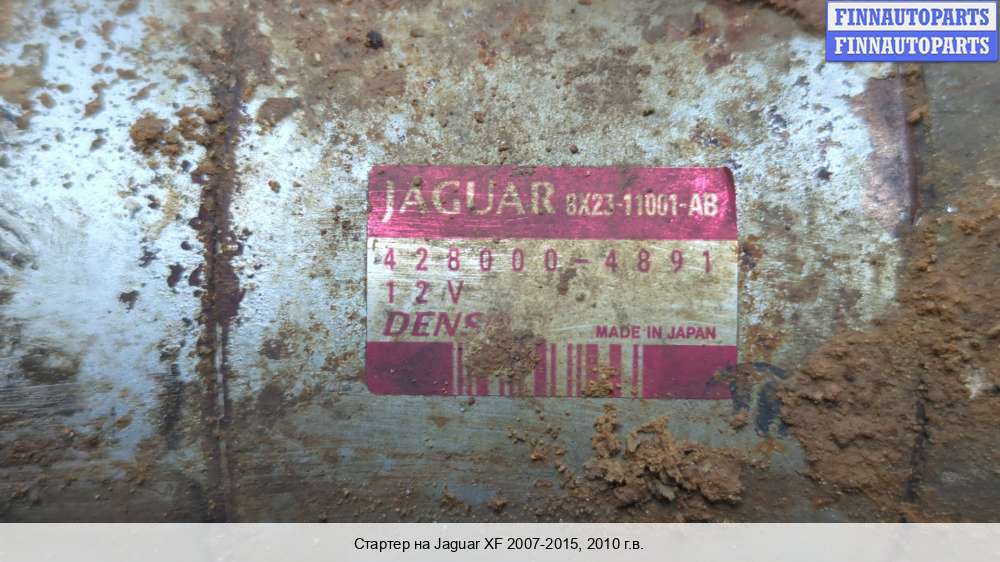 FINNAUTOPARTS
FINNAUTOPARTS
JAGUAR 8X23-11001-AB
428000-4891
12V
MADE IN JAPAN
Стартер на Jaguar XF 2007-2015, 2010 г.в.